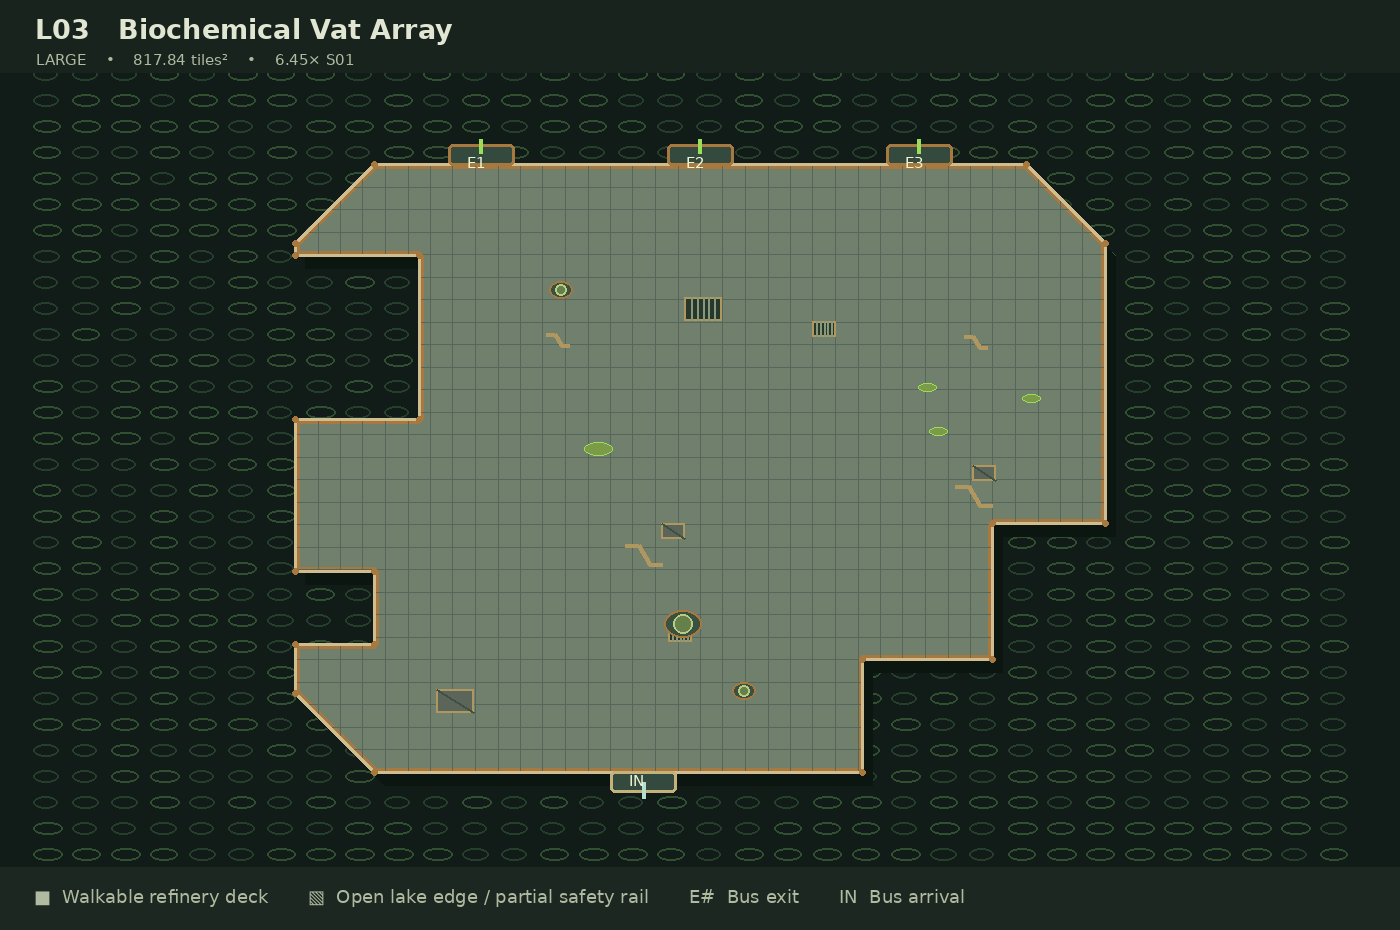 L03 Biochemical Vat Array
LARGE • 817.84 tiles² • 6.45× S01
E1 E2 E3
IN
Walkable refinery deck Open lake edge / partial safety rail E# Bus exit IN Bus arrival